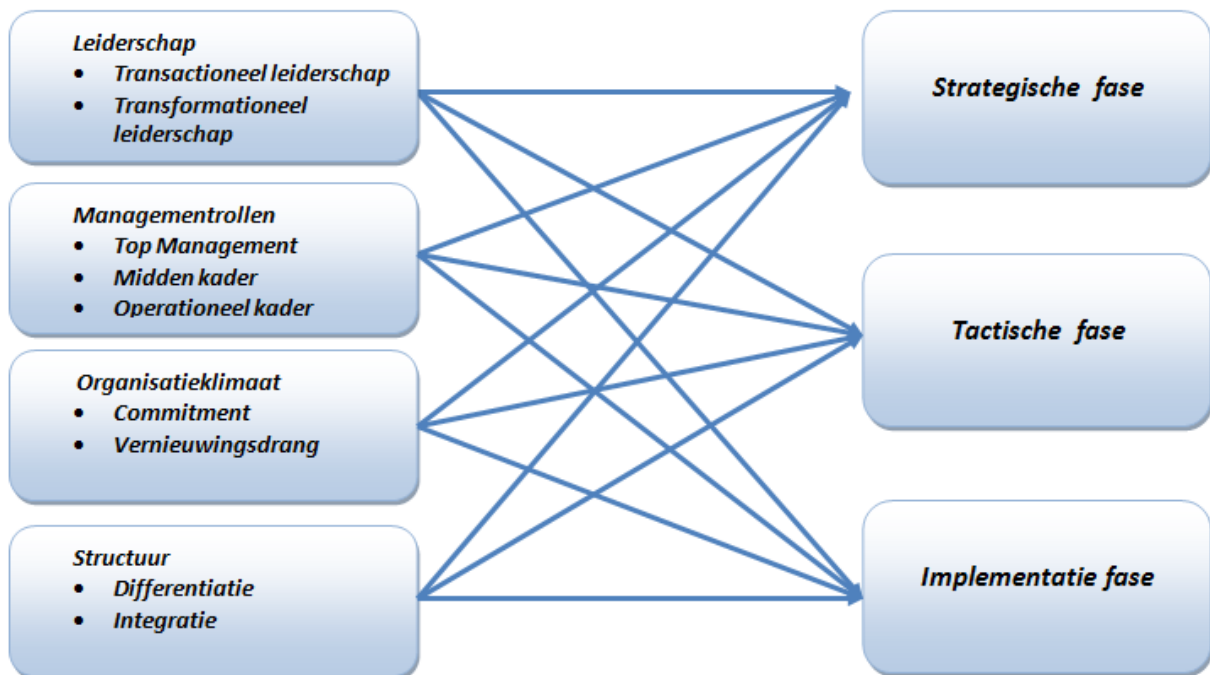 Leiderschap
• Transactioneel leiderschap
• Transformationeel
leiderschap
Managementrollen
• Top Management
• Midden kader
• Operationeel kader
Organisatieklimaat
• Commitment
• Vernieuwingsdrang
Structuur
• Differentiatie
• Integratie
Strategische fase
Tactische fase
Implementatie fase